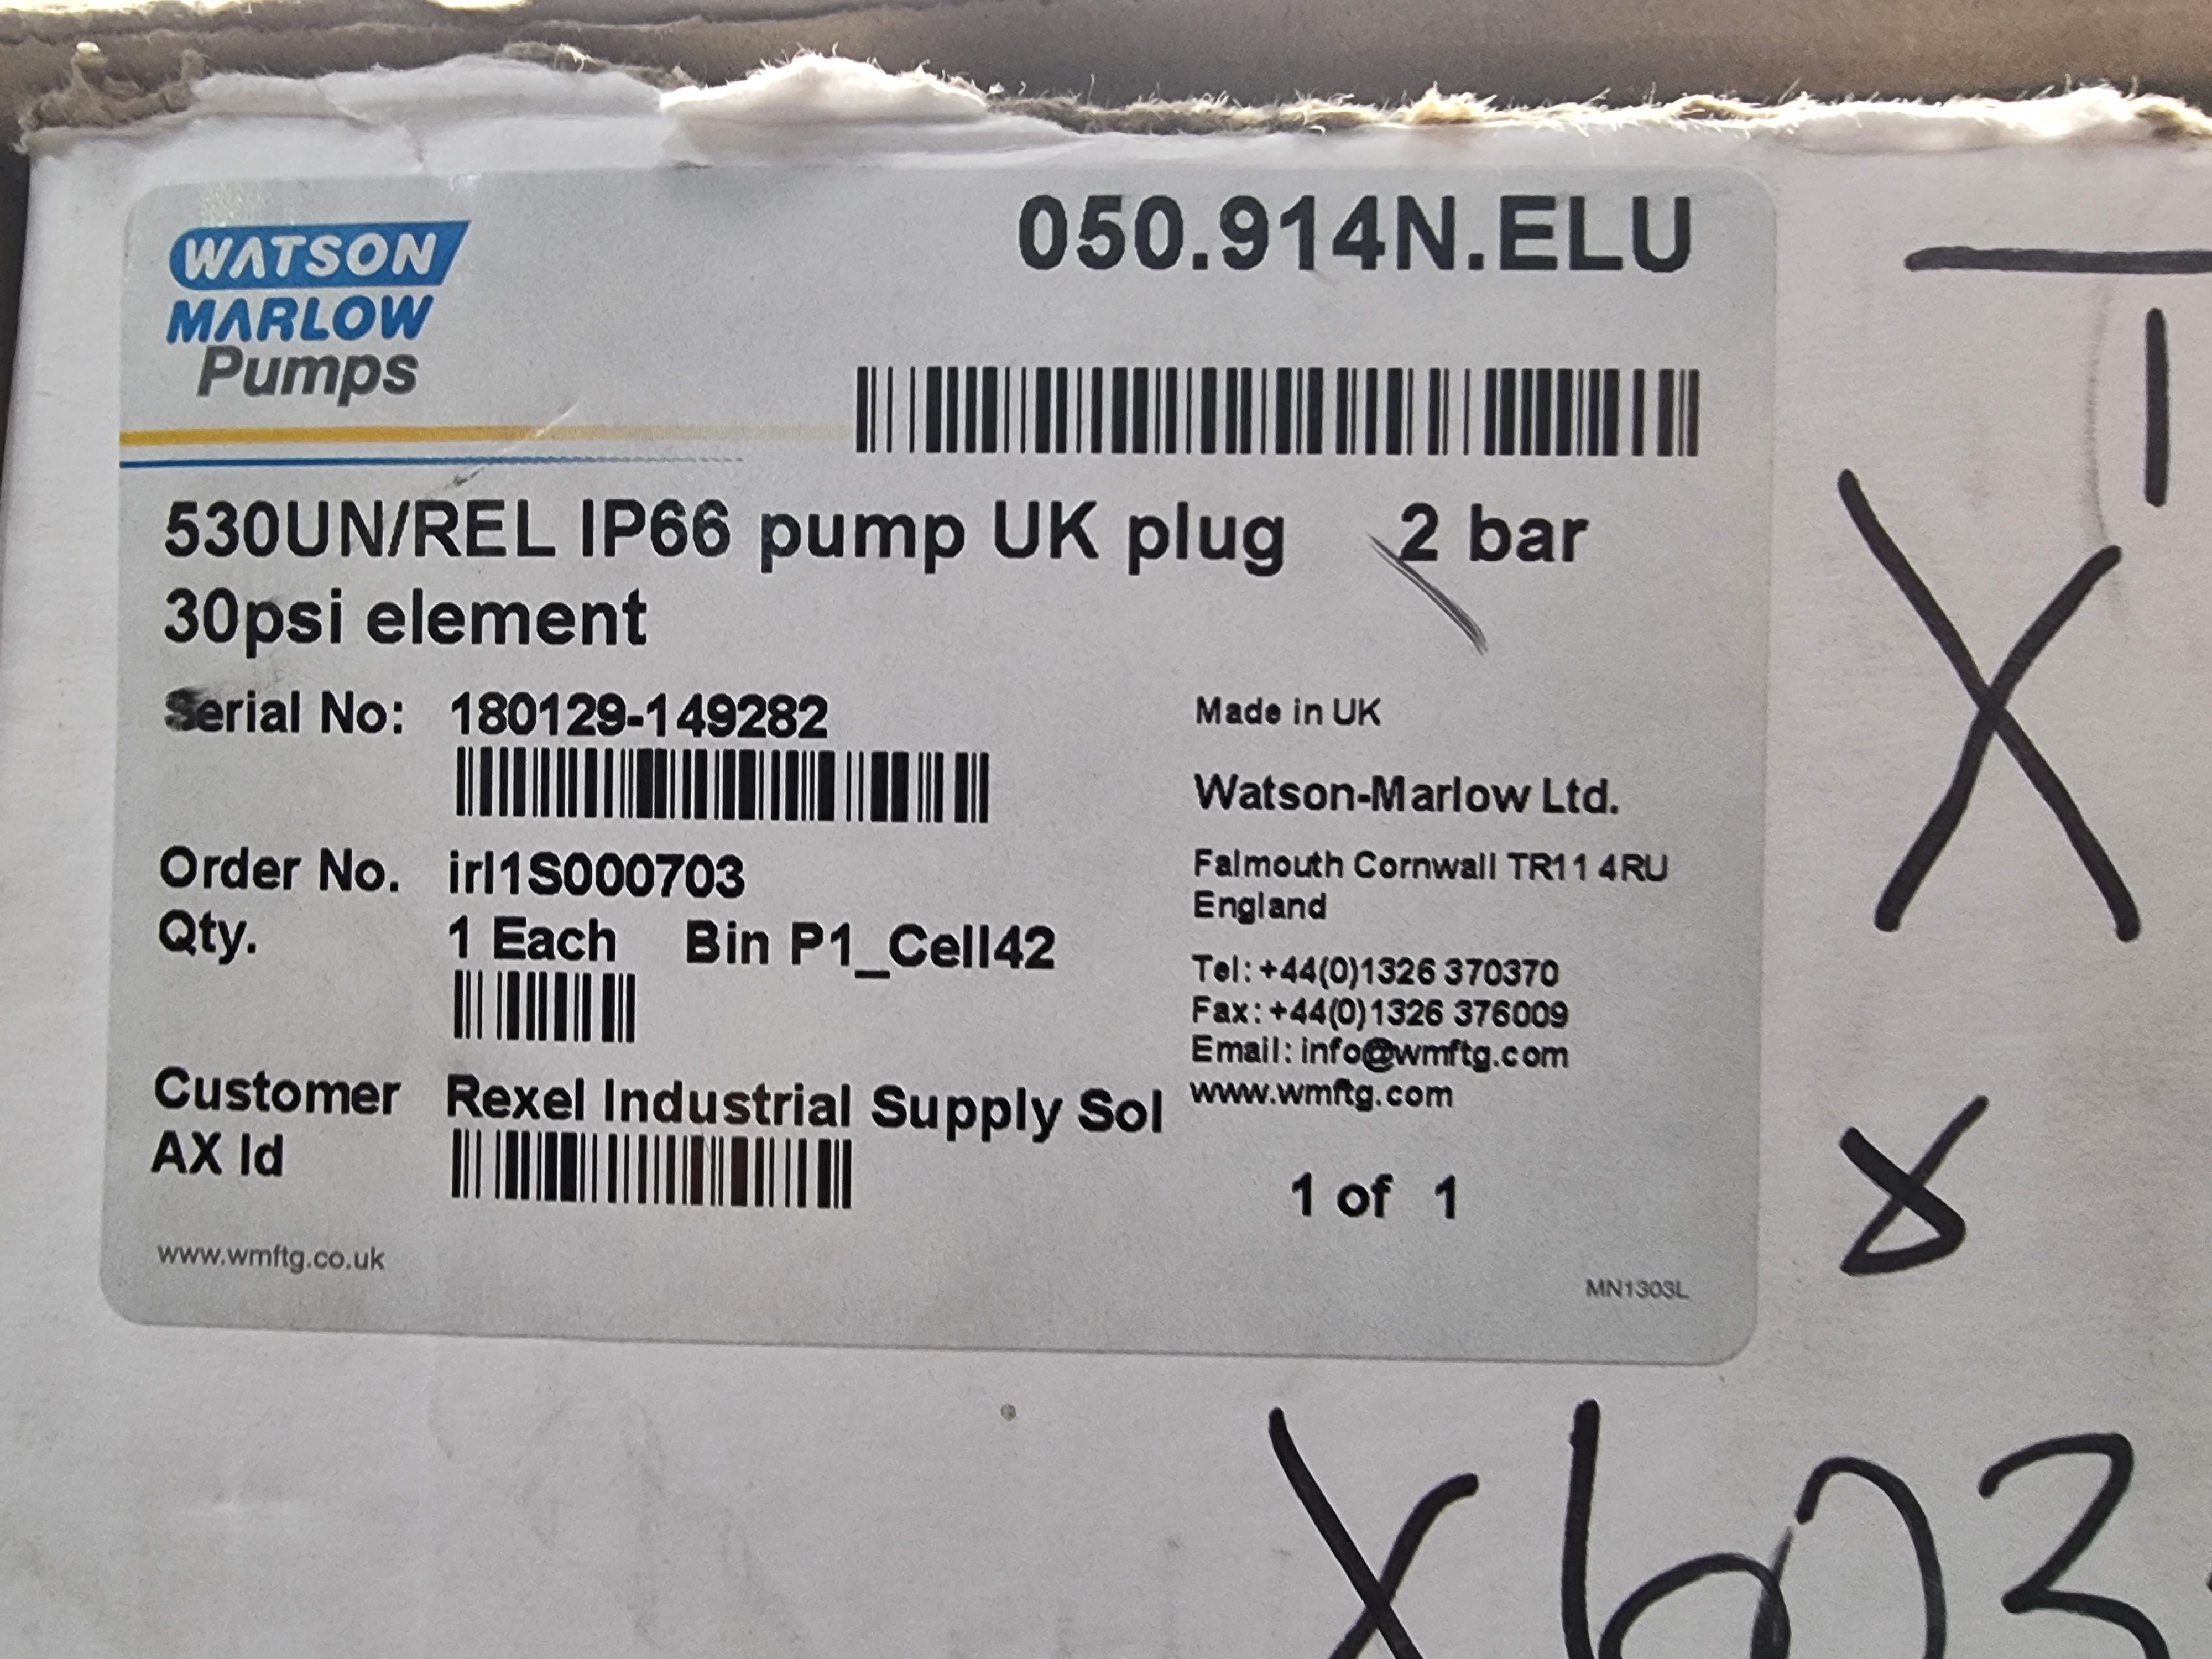 WATSON
MARLOW
Pumps
050.914N.ELU
530UN/REL IP66 pump UK plug 2 bar
30psi element
Serial No: 180129-149282
Made in UK
Watson-Marlow Ltd.
Order No. irl1S000703
Falmouth Cornwall TR11 4RU
England
Qty. 1 Each Bin P1_Cell42
Tel: +44(0)1326 370370
Fax: +44(0)1326 376009
Email: info@wmftg.com
www.wmftg.com
Customer Rexel Industrial Supply Sol
AX Id
1 of 1
www.wmftg.co.uk
MN1303L